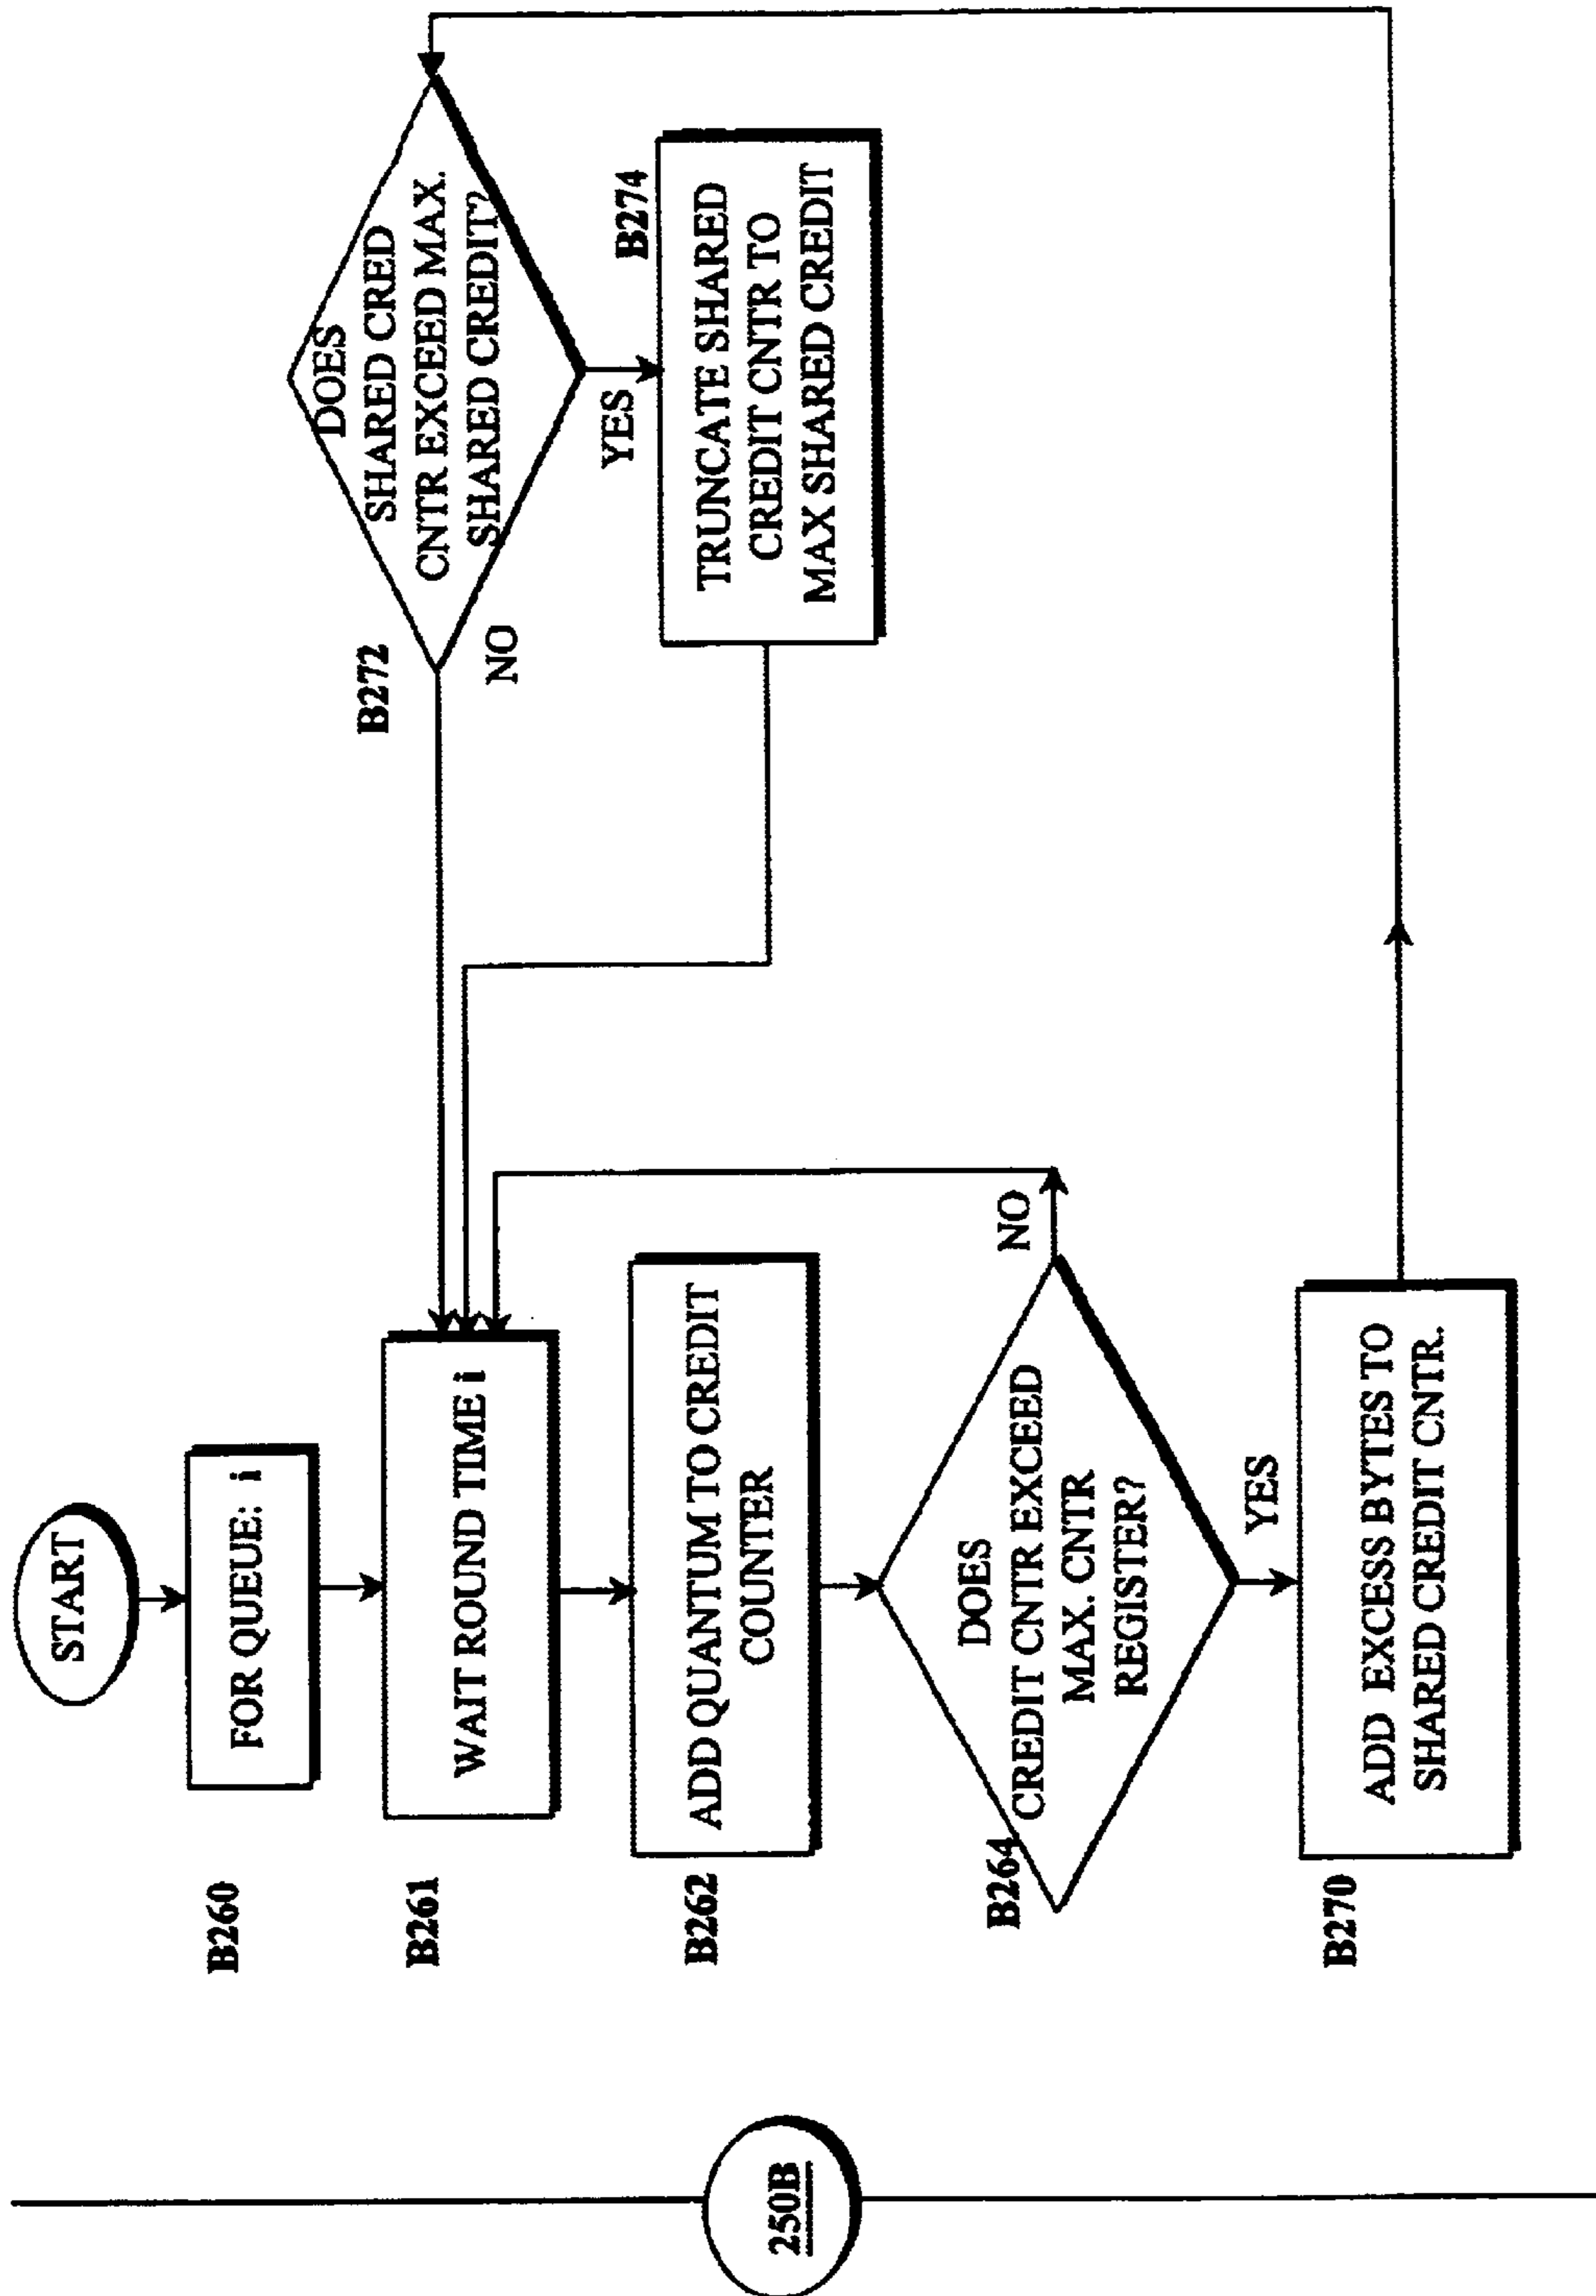 START
B260
FOR QUEUE: i
B261
WAIT ROUND TIME i
B262
ADD QUANTUM TO CREDIT
COUNTER
B264
DOES
CREDIT CNTR EXCEED
MAX. CNTR
REGISTER?
NO
YES
B270
ADD EXCESS BYTES TO
SHARED CREDIT CNTR.
B272
DOES
SHARED CRED
CNTR EXCEED MAX.
SHARED CREDIT?
NO
YES
B274
TRUNCATE SHARED
CREDIT CNTR TO
MAX SHARED CREDIT
250B